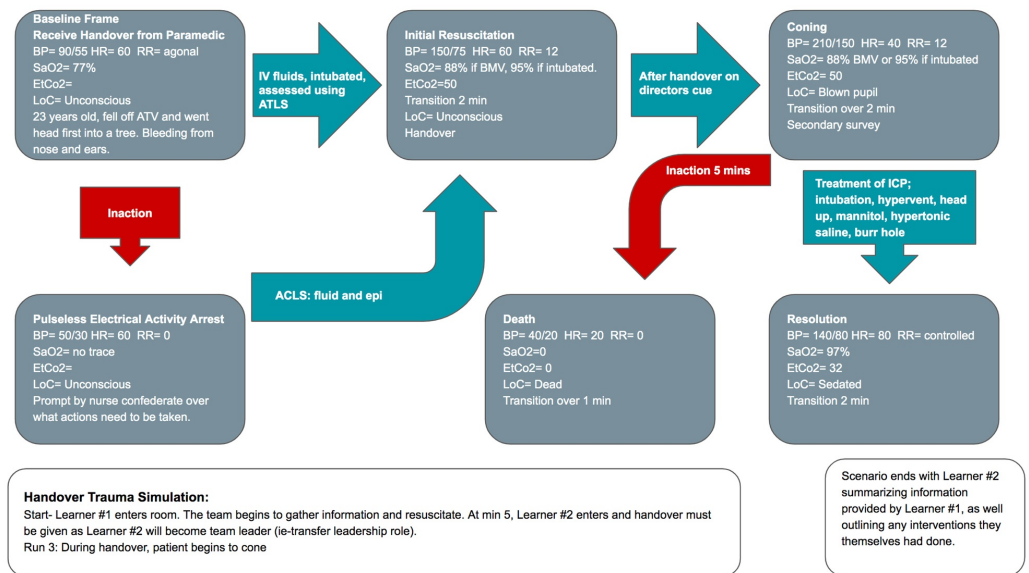 Baseline Frame
Receive Handover from Paramedic
BP= 90/55 HR= 60  RR= agonal
SaO2= 77%
EtCo2=
LoC= Unconscious
23 years old, fell off ATV and went
head first into a tree. Bleeding from
nose and ears.
IV fluids, intubated,
assessed using
ATLS
Initial Resuscitation
BP= 150/75  HR= 60  RR= 12
SaO2= 88% if BMV, 95% if intubated.
EtCo2=50
Transition 2 min
LoC= Unconscious
Handover
After handover on
directors cue
Coning
BP= 210/150  HR= 40  RR= 12
SaO2= 88% BMV or 95% if intubated
EtCo2= 50
LoC= Blown pupil
Transition over 2 min
Secondary survey
Inaction
Inaction 5 mins
Treatment of ICP;
intubation, hypervent, head
up, mannitol, hypertonic
saline, burr hole
ACLS: fluid and epi
Pulseless Electrical Activity Arrest
BP= 50/30 HR= 60  RR= 0
SaO2= no trace
EtCo2=
LoC= Unconscious
Prompt by nurse confederate over
what actions need to be taken.
Death
BP= 40/20  HR= 20  RR= 0
SaO2=0
EtCo2= 0
LoC= Dead
Transition over 1 min
Resolution
BP= 140/80 HR= 80  RR= controlled
SaO2= 97%
EtCo2= 32
LoC= Sedated
Transition 2 min
Handover Trauma Simulation:
Start- Learner #1 enters room. The team begins to gather information and resuscitate. At min 5, Learner #2 enters and handover must
be given as Learner #2 will become team leader (ie-transfer leadership role).
Run 3: During handover, patient begins to cone
Scenario ends with Learner #2
summarizing information
provided by Learner #1, as well
outlining any interventions they
themselves had done.